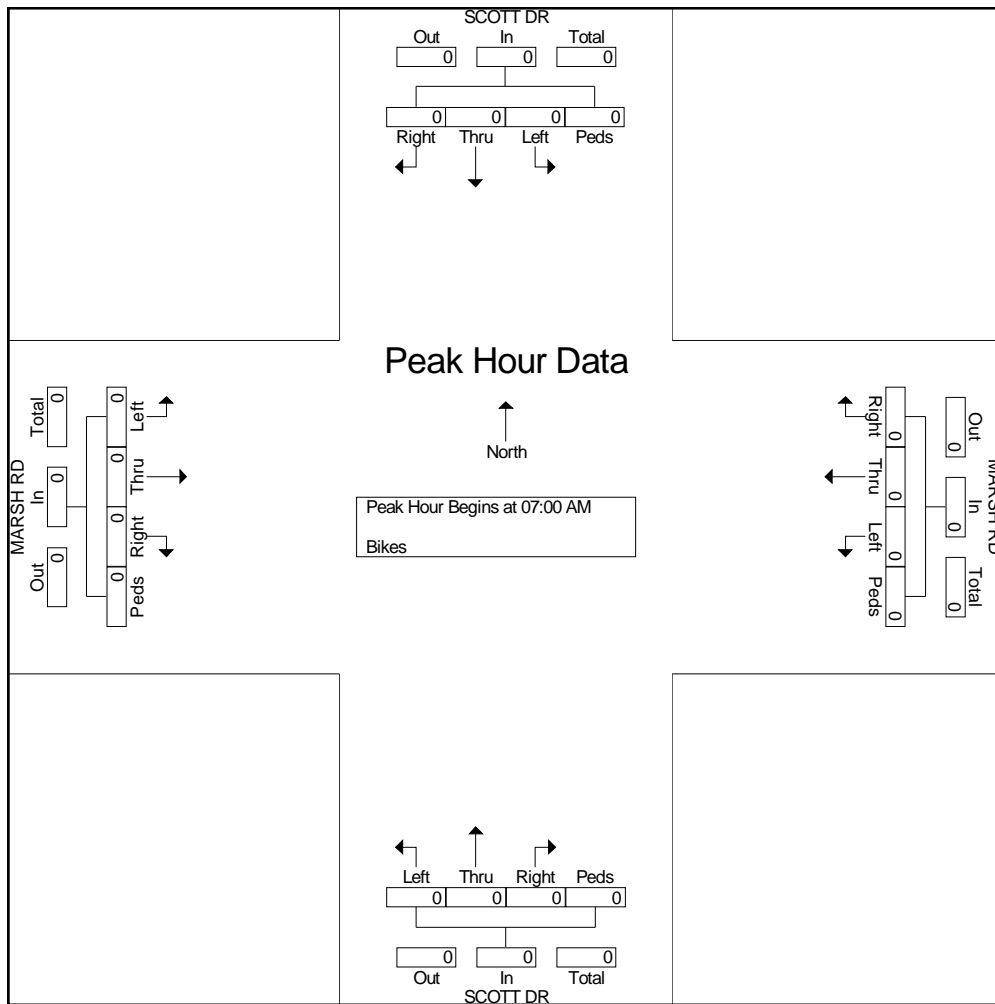 SCOTT DR
Out In Total
0 0 0
0 0 0 0
Right Thru Left Peds
Peak Hour Data
North
Peak Hour Begins at 07:00 AM
Bikes
MARSH RD
Total In Out
0 0 0
0 0 0 0
Left Thru Right Peds
MARSH RD
Out In Total
0 0 0
0 0 0 0
Right Thru Left Peds
Left Thru Right Peds
0 0 0 0
0 0 0
Out In Total
SCOTT DR